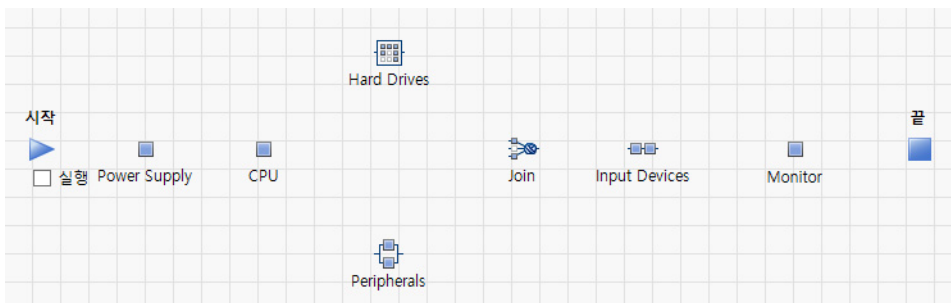 Hard Drives
시작
끝
실행
Power Supply
CPU
Join
Input Devices
Monitor
Peripherals